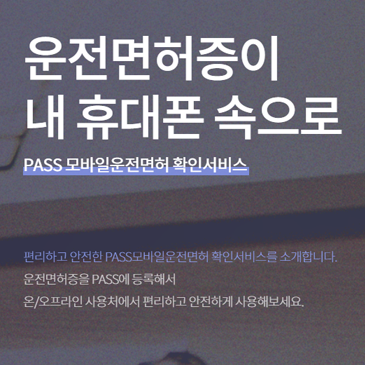 운전면허증이
내 휴대폰 속으로
PASS 모바일운전면허 확인서비스
편리하고 안전한 PASS모바일운전면허 확인서비스를 소개합니다.
운전면허증을 PASS에 등록해서
온/오프라인 사용처에서 편리하고 안전하게 사용해보세요.